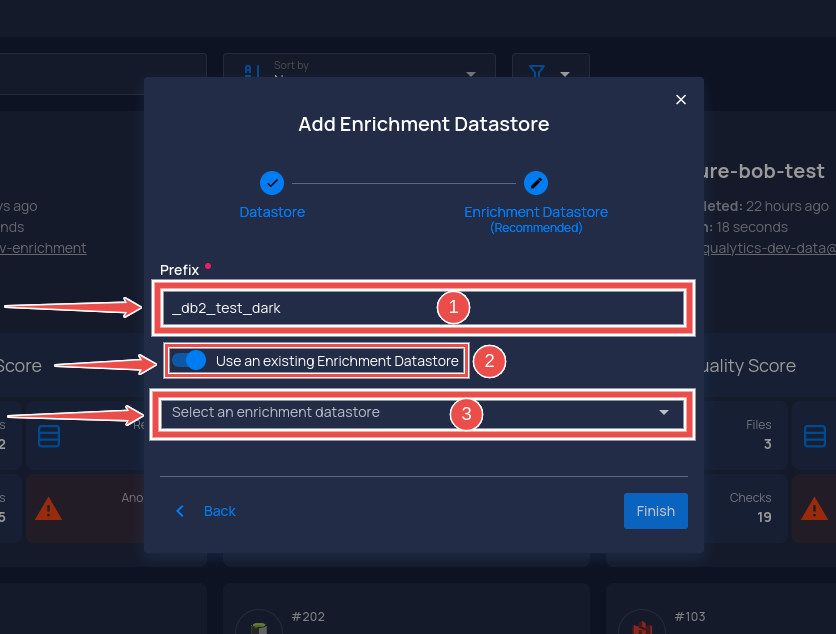 Sort by
Add Enrichment Datastore
ure-bob-test
Datastore
Enrichment Datastore
(Recommended)
ys ago
nds
v-enrichment
leted: 22 hours ago
n: 18 seconds
qualytics-dev-data@
Prefix
_db2_test_dark
1
Use an existing Enrichment Datastore
2
Score
uality Score
Select an enrichment datastore
3
s
2
Re
Files
3
s
5
Ano
Checks
19
Back
Finish
#202
#103